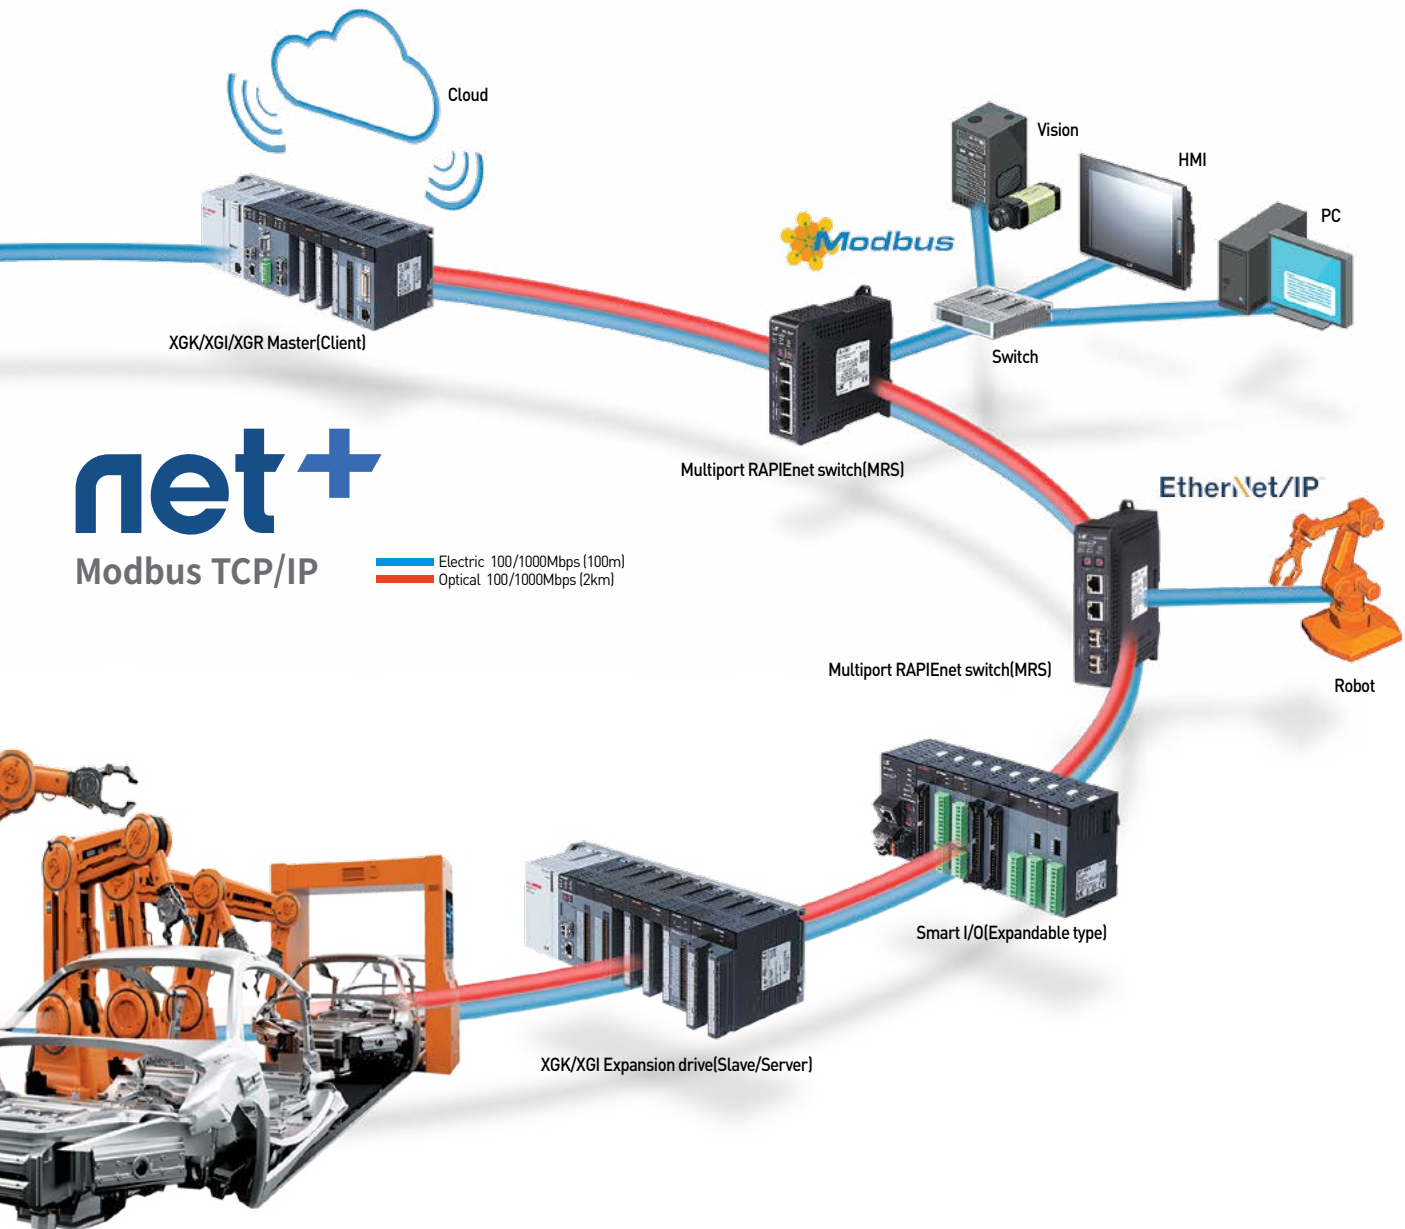 Cloud
Vision
HMI
PC
Modbus
XGK/XGI/XGR Master(Client)
Switch
Multiport RAPIEnet switch(MRS)
net+
Modbus TCP/IP
Electric 100/1000Mbps (100m)
Optical 100/1000Mbps (2km)
EtherNet/IP
Multiport RAPIEnet switch(MRS)
Robot
Smart I/O(Expandable type)
XGK/XGI Expansion drive(Slave/Server)